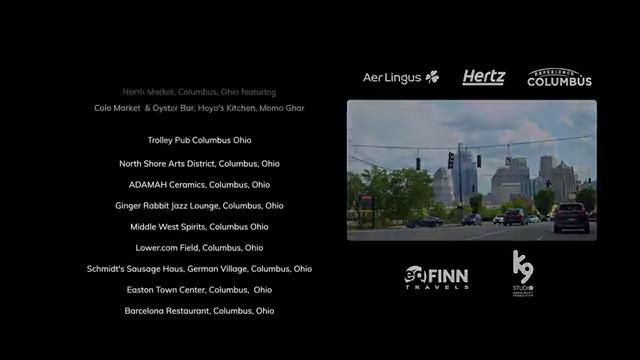 North Market, Columbus, Ohio featuring
Colo Market & Oyster Bar, Hoyo's Kitchen, Momo Ghar
Trolley Pub Columbus Ohio
North Shore Arts District, Columbus, Ohio
ADAMAH Ceramics, Columbus, Ohio
Ginger Rabbit Jazz Lounge, Columbus, Ohio
Middle West Spirits, Columbus Ohio
Lower.com Field, Columbus, Ohio
Schmidt's Sausage Haus, German Village, Columbus, Ohio
Easton Town Center, Columbus, Ohio
Barcelona Restaurant, Columbus, Ohio
Aer Lingus
Hertz
EXPERIENCE
COLUMBUS
FINN
TRAVELS
k9
STUDIO